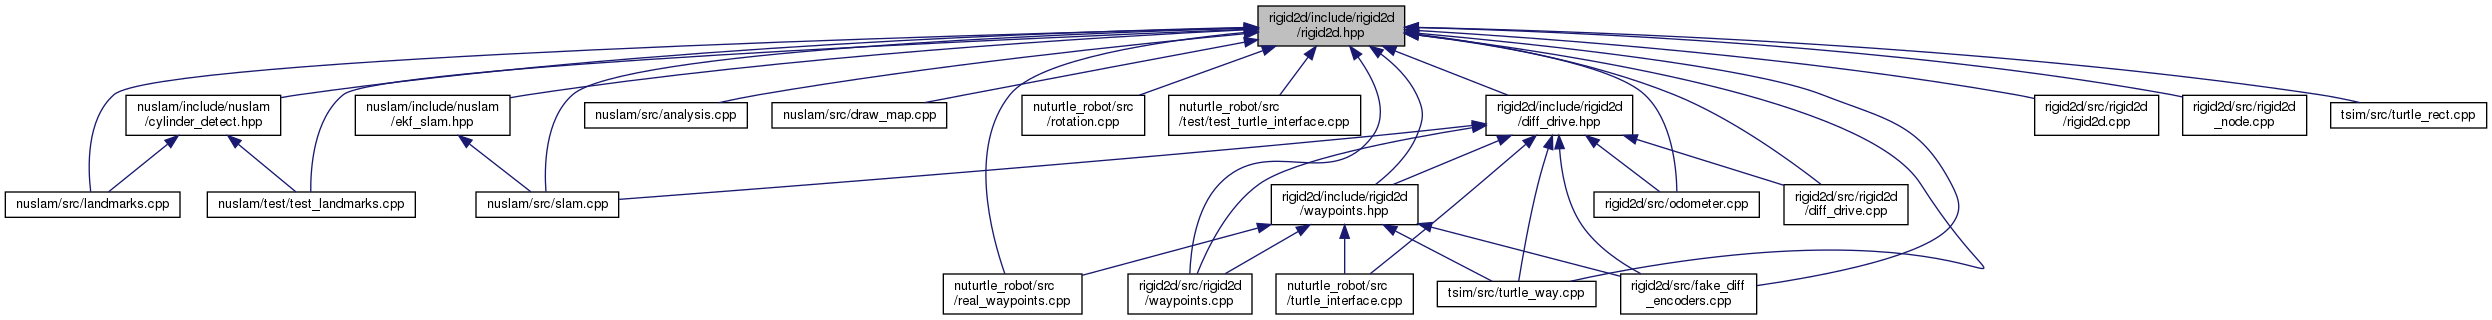 rigid2d/include/rigid2d
/rigid2d.hpp
nuslam/include/nuslam
/cylinder_detect.hpp
nuslam/include/nuslam
/ekf_slam.hpp
nuslam/src/analysis.cpp
nuslam/src/draw_map.cpp
nuturtle_robot/src
/rotation.cpp
nuturtle_robot/src
/test/test_turtle_interface.cpp
rigid2d/include/rigid2d
/diff_drive.hpp
rigid2d/src/rigid2d
/rigid2d.cpp
rigid2d/src/rigid2d
_node.cpp
tsim/src/turtle_rect.cpp
nuslam/src/landmarks.cpp
nuslam/test/test_landmarks.cpp
nuslam/src/slam.cpp
rigid2d/include/rigid2d
/waypoints.hpp
rigid2d/src/odometer.cpp
rigid2d/src/rigid2d
/diff_drive.cpp
nuturtle_robot/src
/real_waypoints.cpp
rigid2d/src/rigid2d
/waypoints.cpp
nuturtle_robot/src
/turtle_interface.cpp
tsim/src/turtle_way.cpp
rigid2d/src/fake_diff
_encoders.cpp